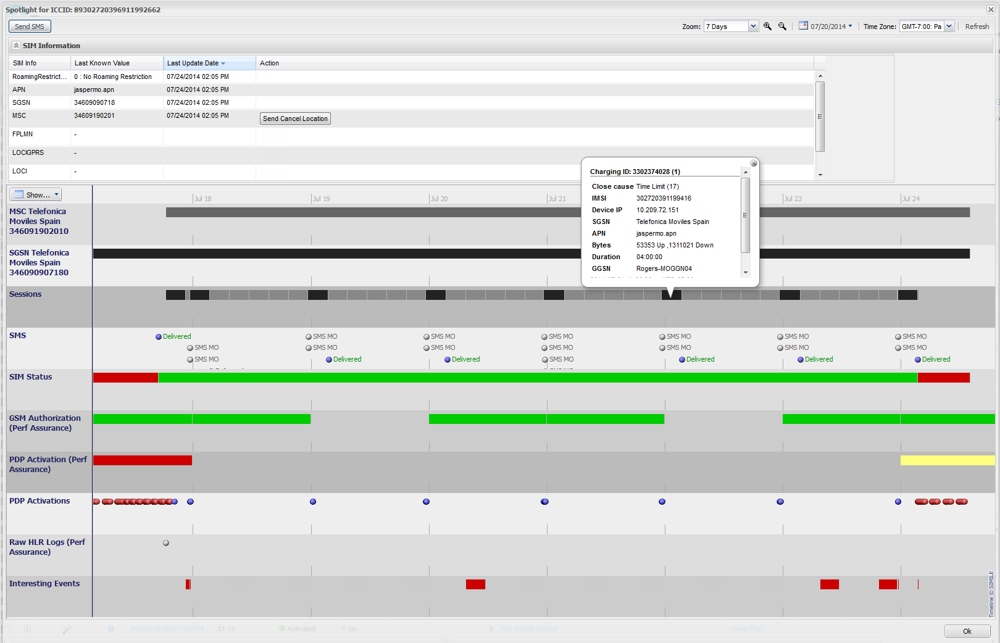 Spotlight for ICCID: 89302720396911992662
Send SMS
Zoom: 7 Days 07/20/2014 Time Zone: GMT-7:00: Pa Refresh
SIM Information
SIM Info Last Known Value Last Update Date Action
RoamingRestrict... 0 : No Roaming Restriction 07/24/2014 02:05 PM
APN jaspermo.apn 07/24/2014 02:05 PM
SGSN 34609090718 07/24/2014 02:05 PM
MSC 34609190201 07/24/2014 02:05 PM Send Cancel Location
FPLMN -
LOCIGPRS -
LOCI -
Charging ID: 3302374028 (1)
Close cause Time Limit (17)
IMSI 302720391199416
Device IP 10.209.72.151
SGSN Telefonica Moviles Spain
APN jaspermo.apn
Bytes 53353 Up ,1311021 Down
Duration 04:00:00
GGSN Rogers-MOGGN04
Show...
Jul 18 Jul 19 Jul 20 Jul 21 Jul 23 Jul 24
MSC Telefonica
Moviles Spain
346091902010
SGSN Telefonica
Moviles Spain
346090907180
Sessions
SMS
Delivered SMS MO SMS MO SMS MO SMS MO SMS MO SMS MO
SMS MO SMS MO SMS MO SMS MO SMS MO SMS MO SMS MO
SMS MO Delivered Delivered SMS MO Delivered Delivered Delivered
SIM Status
GSM Authorization
(Perf Assurance)
PDP Activation (Perf
Assurance)
PDP Activations
Raw HLR Logs (Perf
Assurance)
Interesting Events
Timeline © SIMILE
89302720396911992704 S1 13 Activated No 0 JWE 500KB FlxPool
Ok